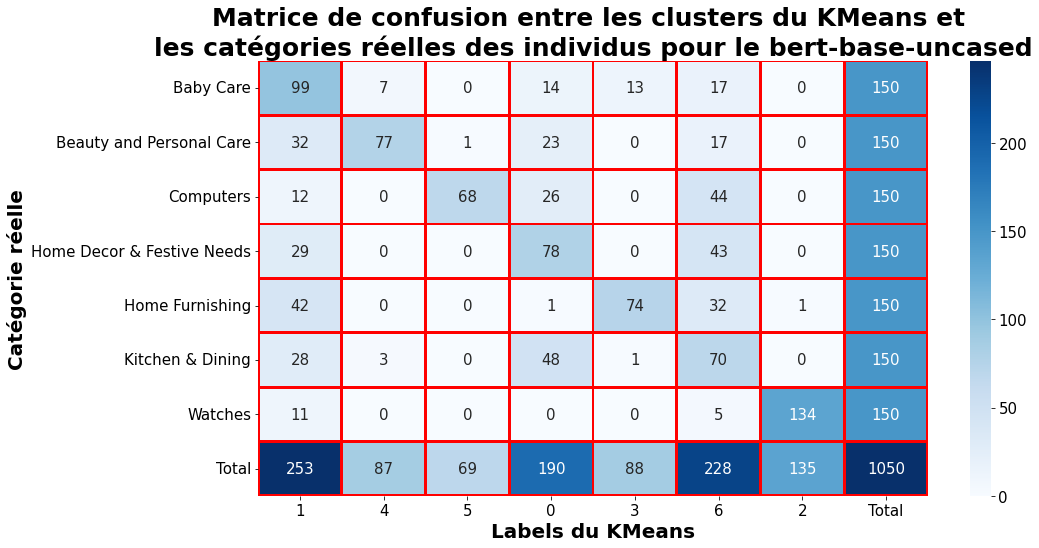 Matrice de confusion entre les clusters du KMeans et
les catégories réelles des individus pour le bert-base-uncased
Catégorie réelle
Baby Care 99 7 0 14 13 17 0 150
Beauty and Personal Care 32 77 1 23 0 17 0 150
Computers 12 0 68 26 0 44 0 150
Home Decor & Festive Needs 29 0 0 78 0 43 0 150
Home Furnishing 42 0 0 1 74 32 1 150
Kitchen & Dining 28 3 0 48 1 70 0 150
Watches 11 0 0 0 0 5 134 150
Total 253 87 69 190 88 228 135 1050
1 4 5 0 3 6 2 Total
Labels du KMeans
200
150
100
50
0